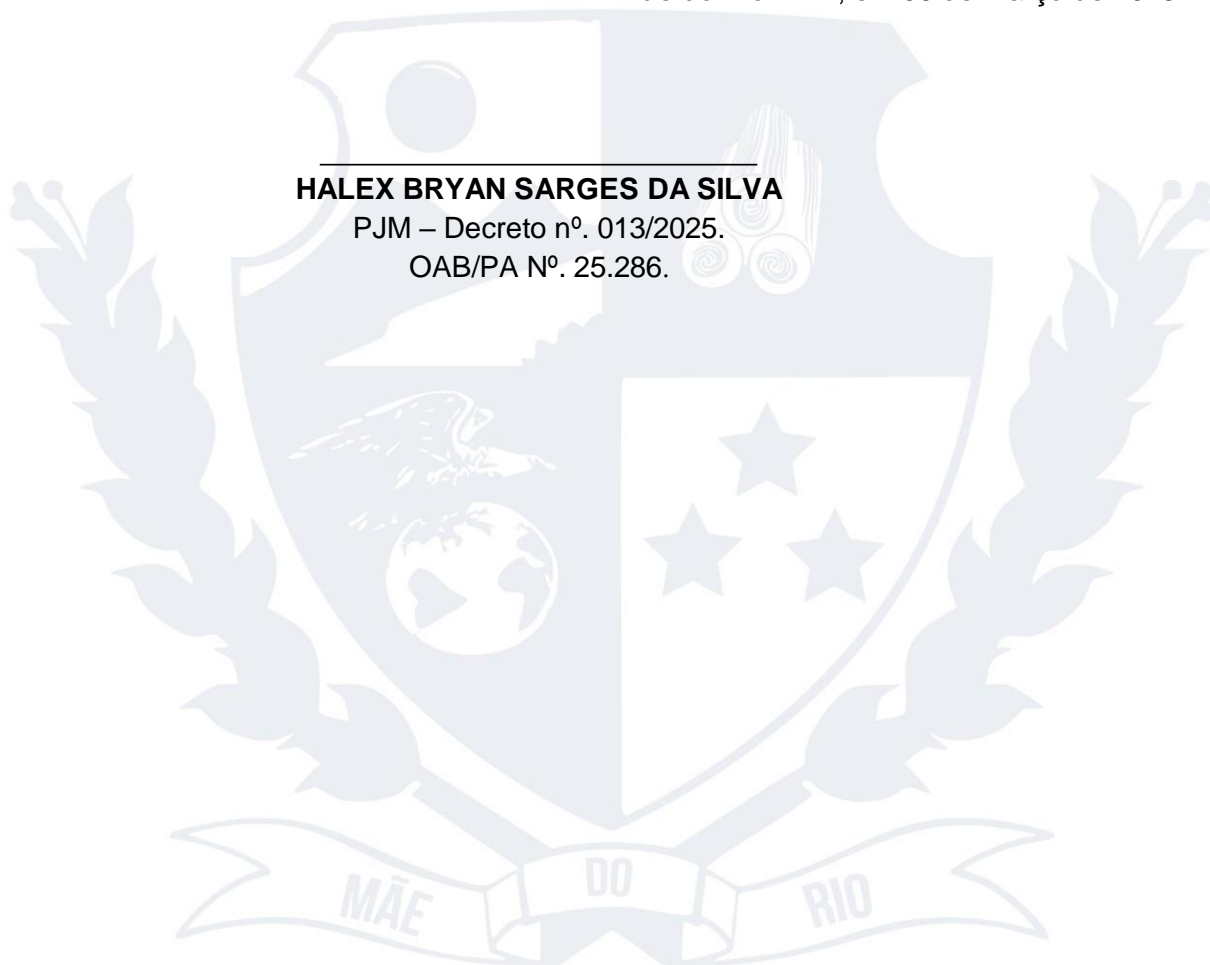 HALEX BRYAN SARGES DA SILVA
PJM – Decreto nº. 013/2025.
OAB/PA Nº. 25.286.
MÃE DO RIO